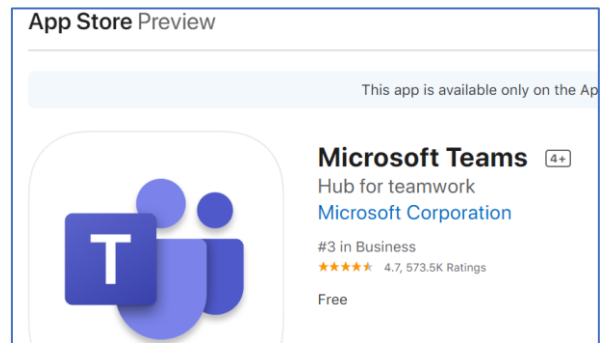 App Store Preview
This app is available only on the Ap
Microsoft Teams 4+
Hub for teamwork
Microsoft Corporation
#3 in Business
★★★★★ 4.7, 573.5K Ratings
Free
T